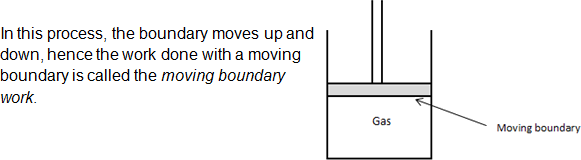 In this process, the boundary moves up and
down, hence the work done with a moving
boundary is called the moving boundary
work.
Gas
Moving boundary